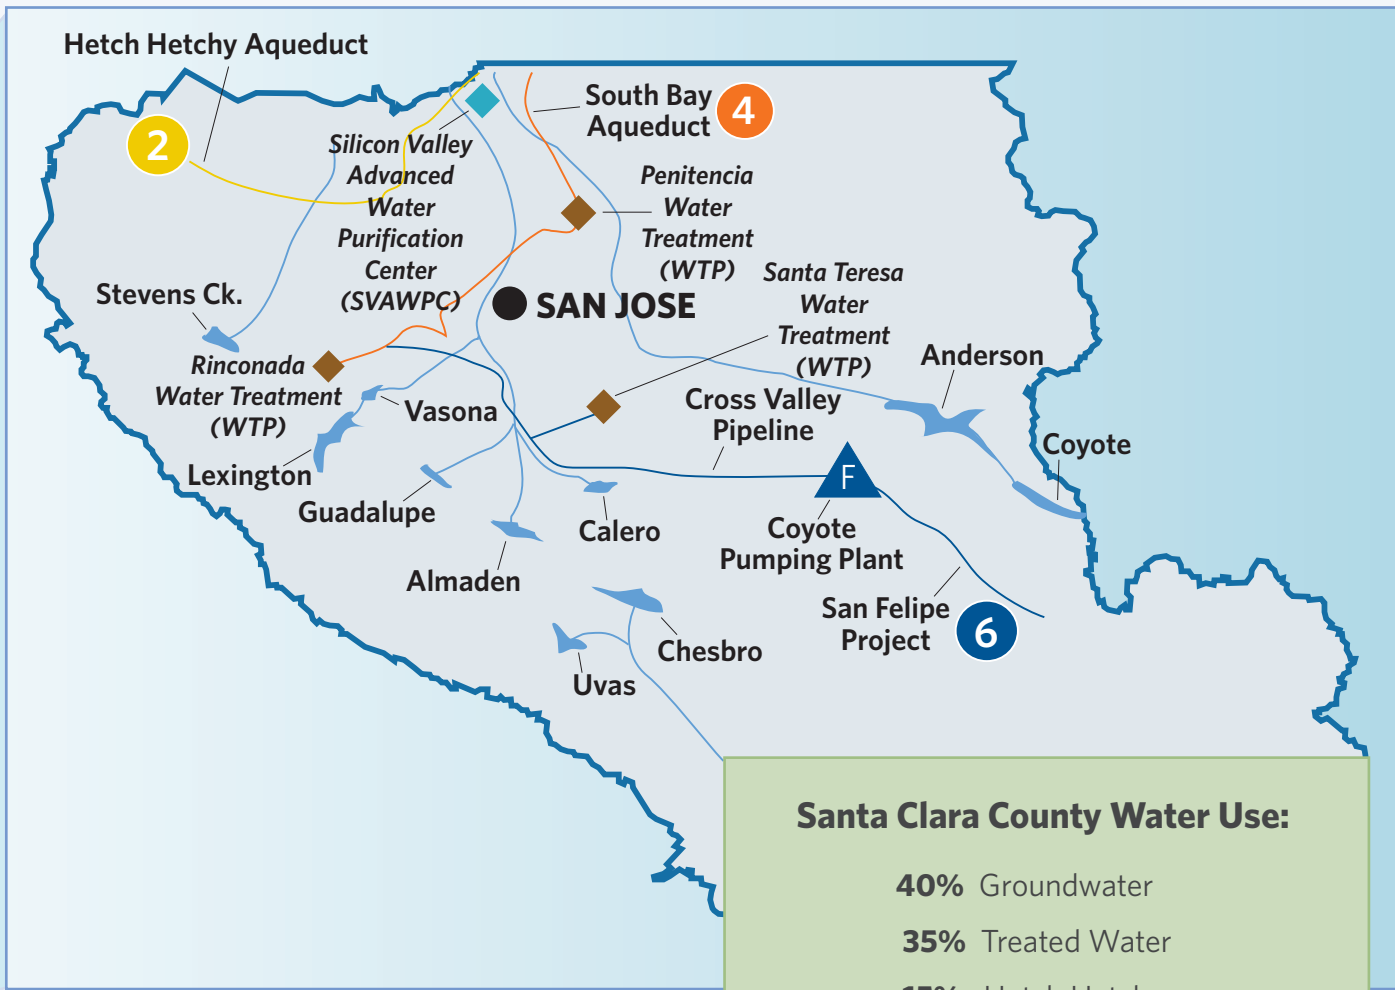 Hetch Hetchy Aqueduct
2
South Bay
Aqueduct
4
Silicon Valley
Advanced
Water
Purification
Center
(SVAWPC)
Penitencia
Water
Treatment
(WTP)
Santa Teresa
Water
Treatment
(WTP)
Stevens Ck.
SAN JOSE
Rinconada
Water Treatment
(WTP)
Vasona
Anderson
Cross Valley
Pipeline
Coyote
Lexington
Guadalupe
F
Calero
Coyote
Pumping Plant
Almaden
San Felipe
Project
6
Chesbro
Uvas
Santa Clara County Water Use:
40% Groundwater
35% Treated Water